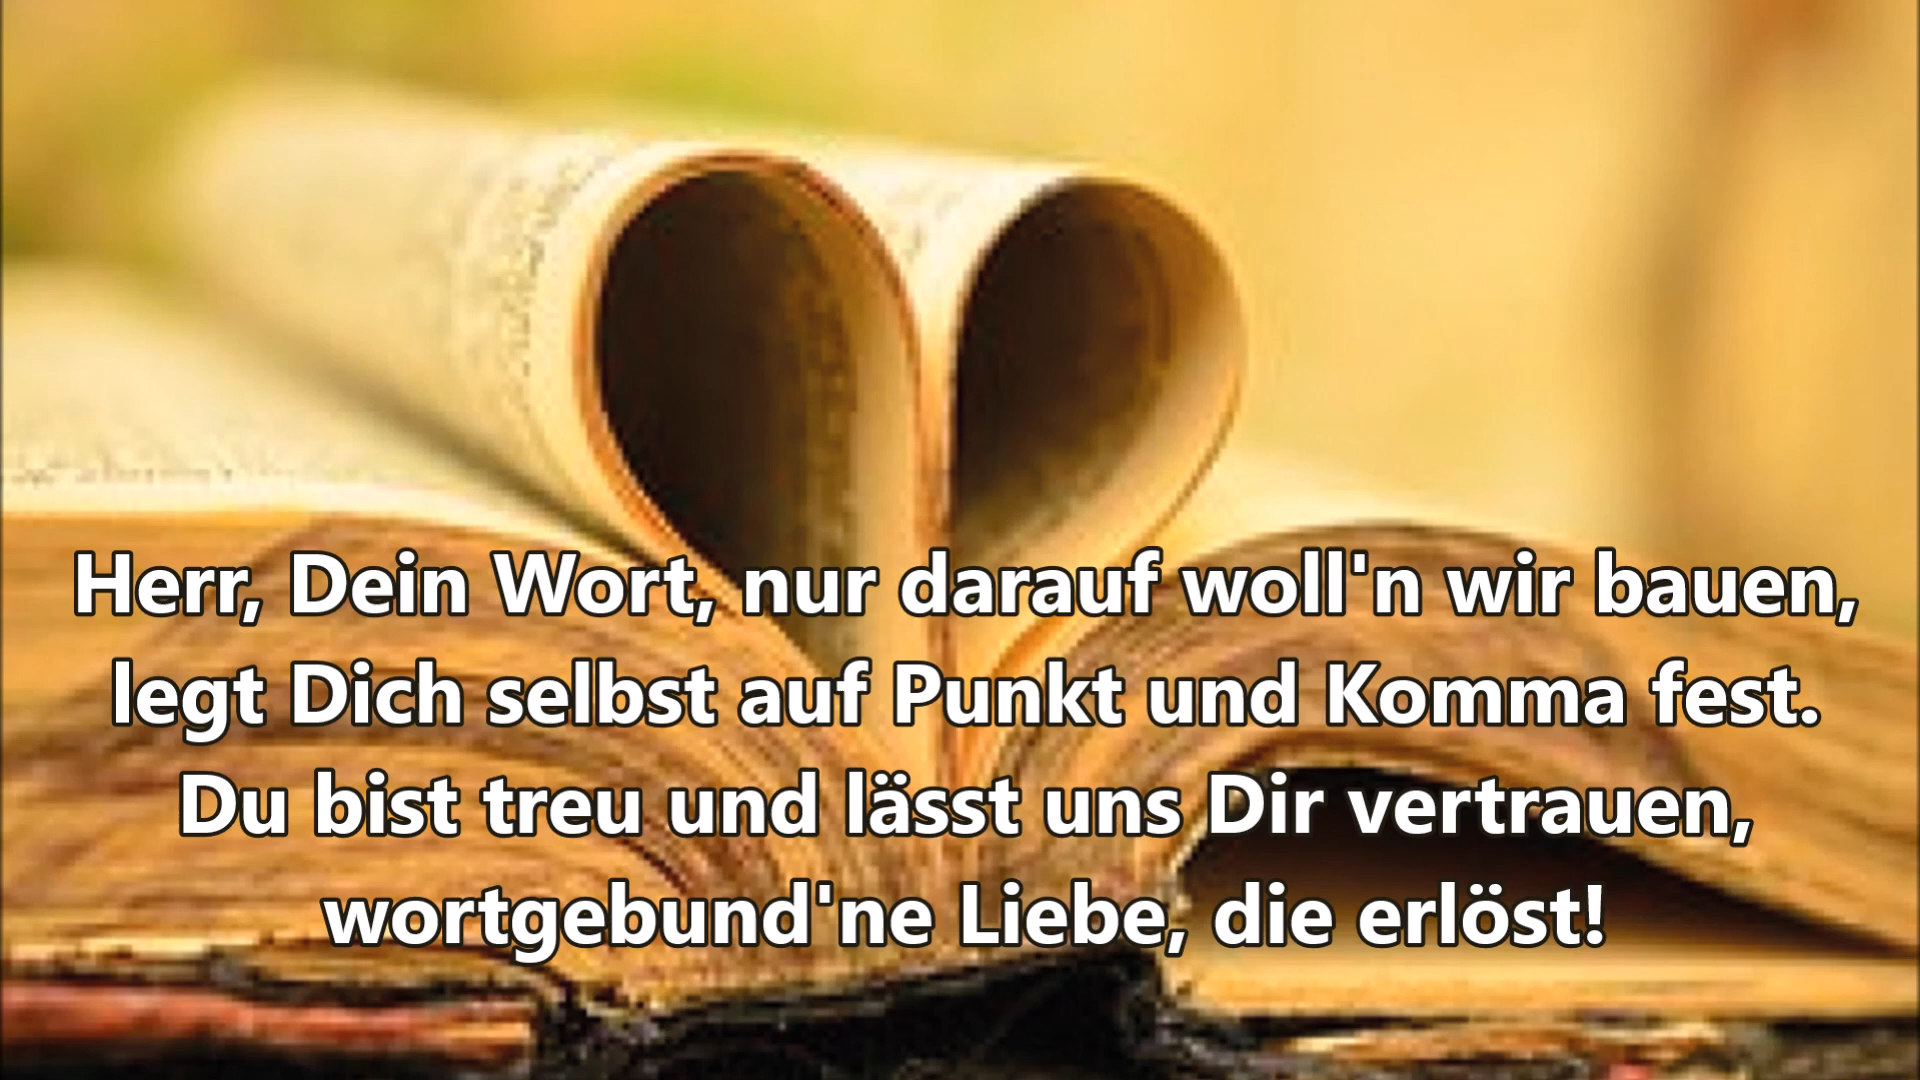 Herr, Dein Wort, nur darauf woll'n wir bauen,
legt Dich selbst auf Punkt und Komma fest.
Du bist treu und lässt uns Dir vertrauen,
wortgebund'ne Liebe, die erlöst!